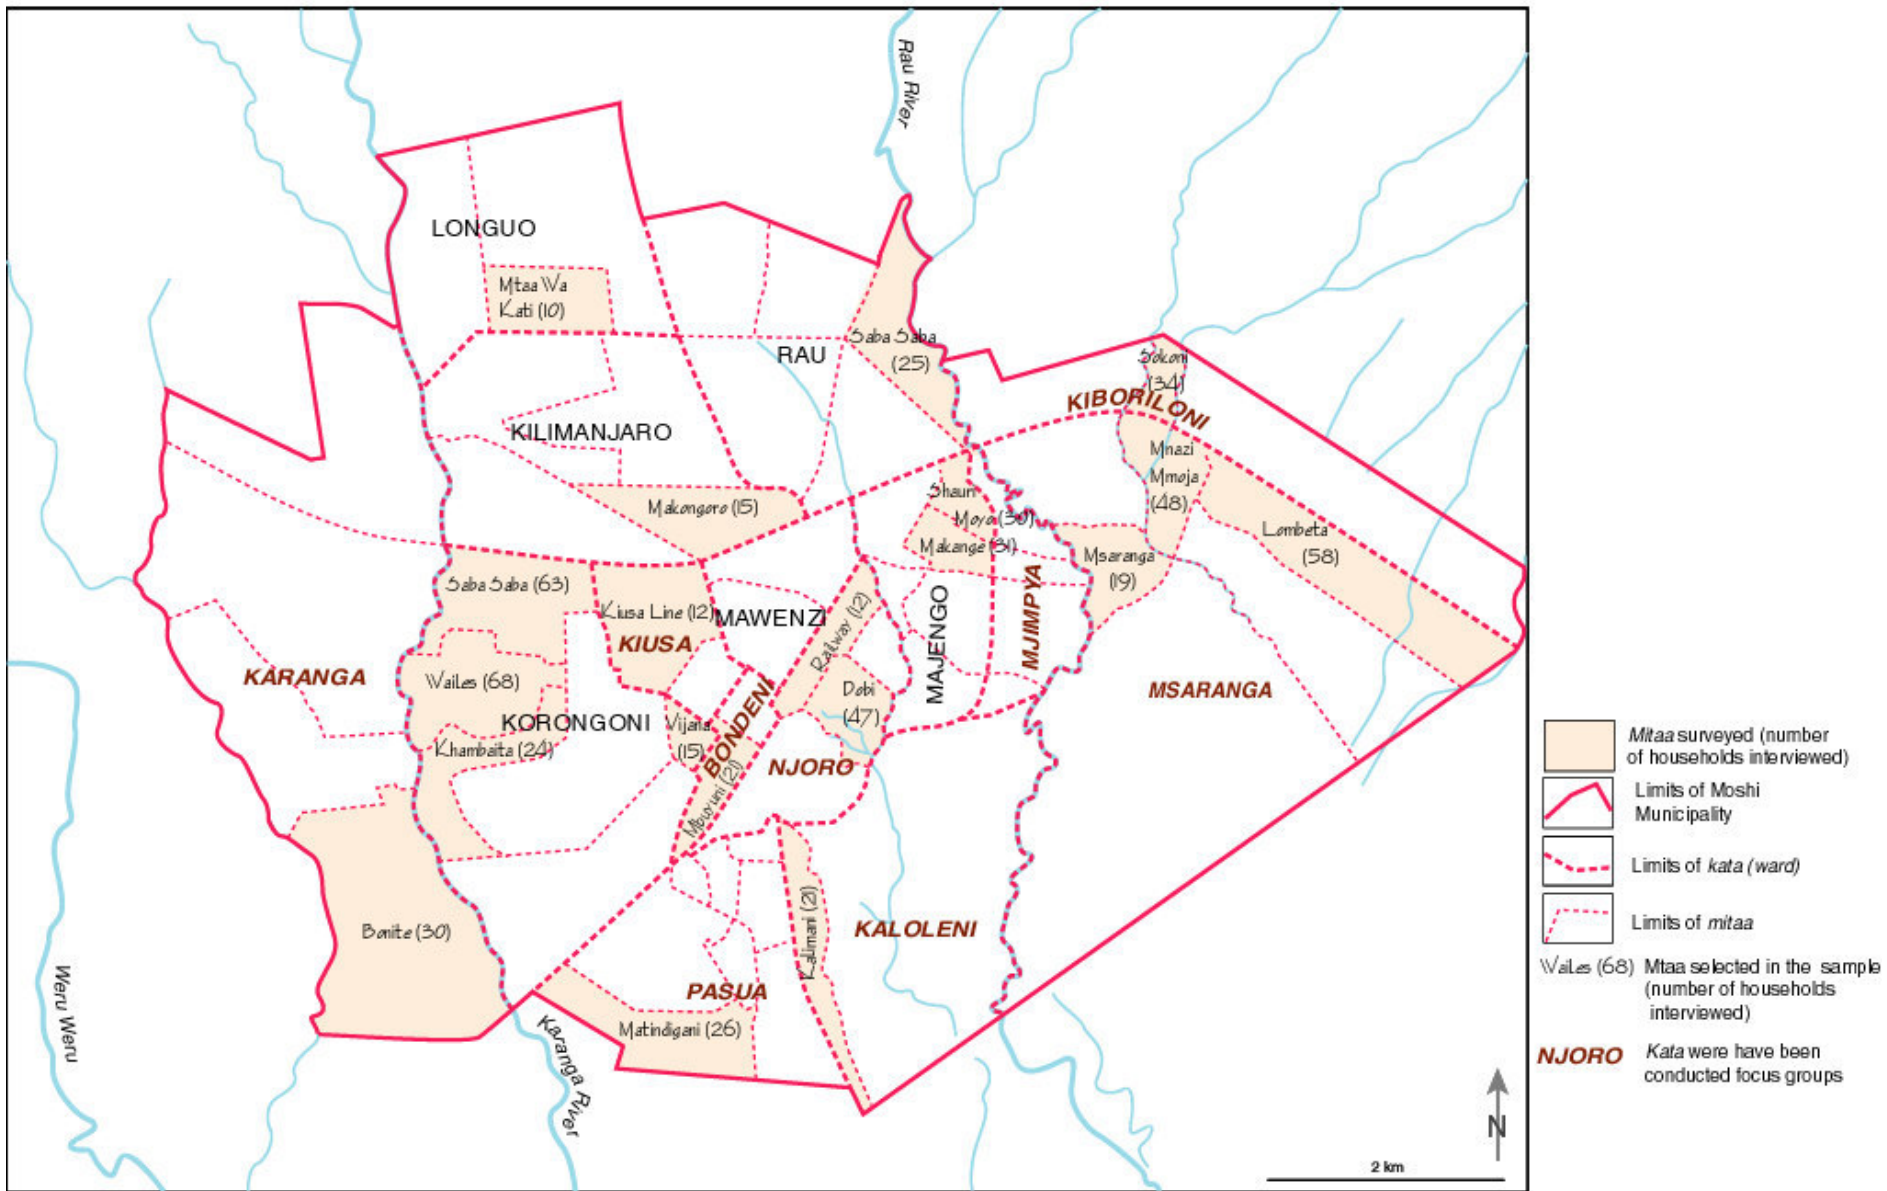 Rau River
LONGUO
Mtaa Wa
Kati (10)
RAU
Saba Saba
(25)
Sokoni
(34)
KIBORILONI
KILIMANJARO
Mnazi
Mmoja
(48)
Makongoro (15)
Shauri
Moyo (30)
Makange (31)
Lombeta
(58)
Msaranga
(19)
Saba Saba (63)
Kiusa Line (12)
MAWENZI
KIUSA
Railway (12)
MAJENGO
MJIMPYA
KARANGA
Wailes (68)
Dobi
(47)
MSARANGA
KORONGONI
Vijana
(15)
BONDENI
Khambaita (24)
NJORO
Mbuyuni (21)
Bonite (30)
Kalimani (21)
KALOLENI
PASUA
Matindigani (26)
Weru Weru
Karanga River
N
2 km
Mitaa surveyed (number
of households interviewed)
Limits of Moshi
Municipality
Limits of kata (ward)
Limits of mitaa
Wailes (68) Mtaa selected in the sample
(number of households
interviewed)
NJORO Kata were have been
conducted focus groups